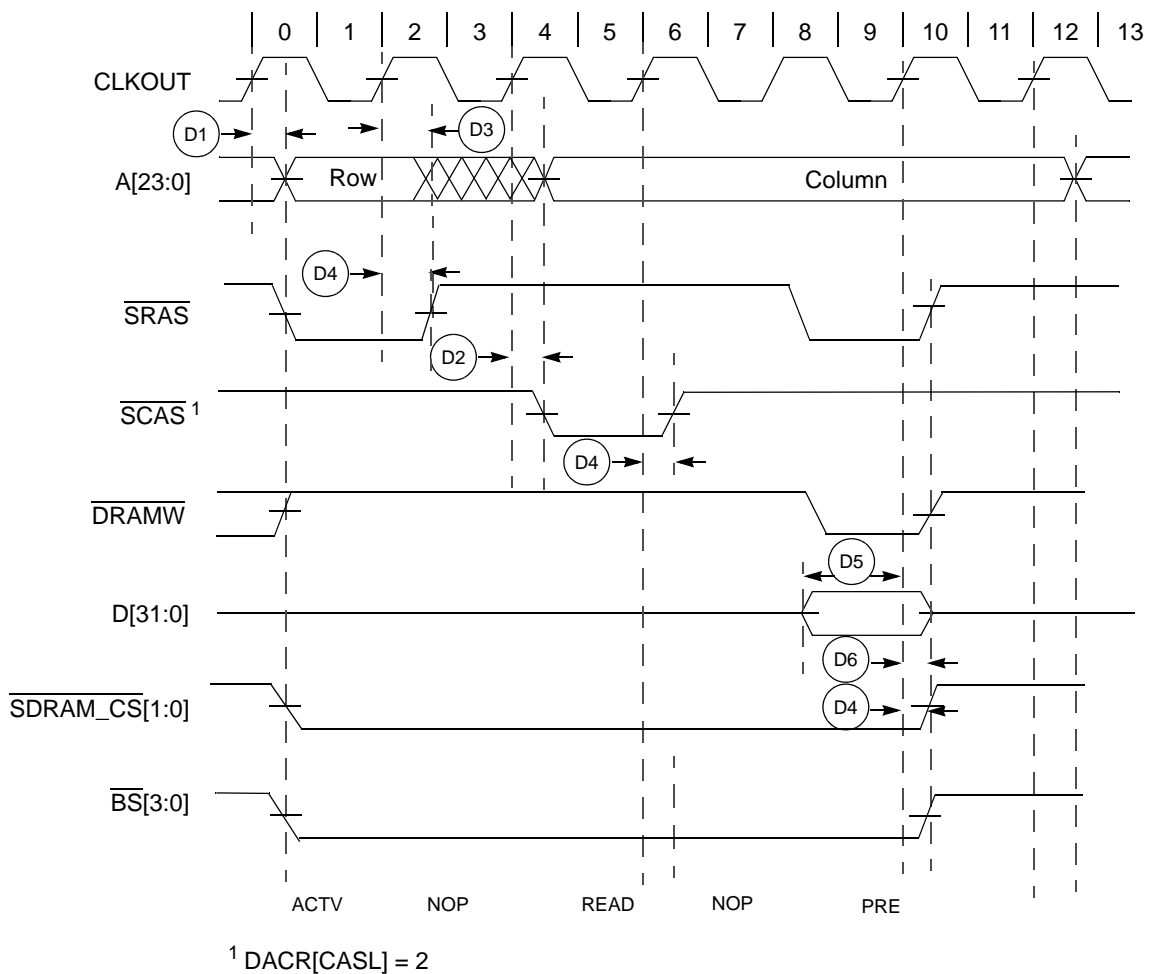 0 1 2 3 4 5 6 7 8 9 10 11 12 13
CLKOUT
D1
D3
A[23:0]
Row
Column
D4
SRAS
D2
SCAS 1
D4
DRAMW
D5
D[31:0]
D6
SDRAM_CS[1:0]
D4
BS[3:0]
ACTV NOP READ NOP PRE
1 DACR[CASL] = 2